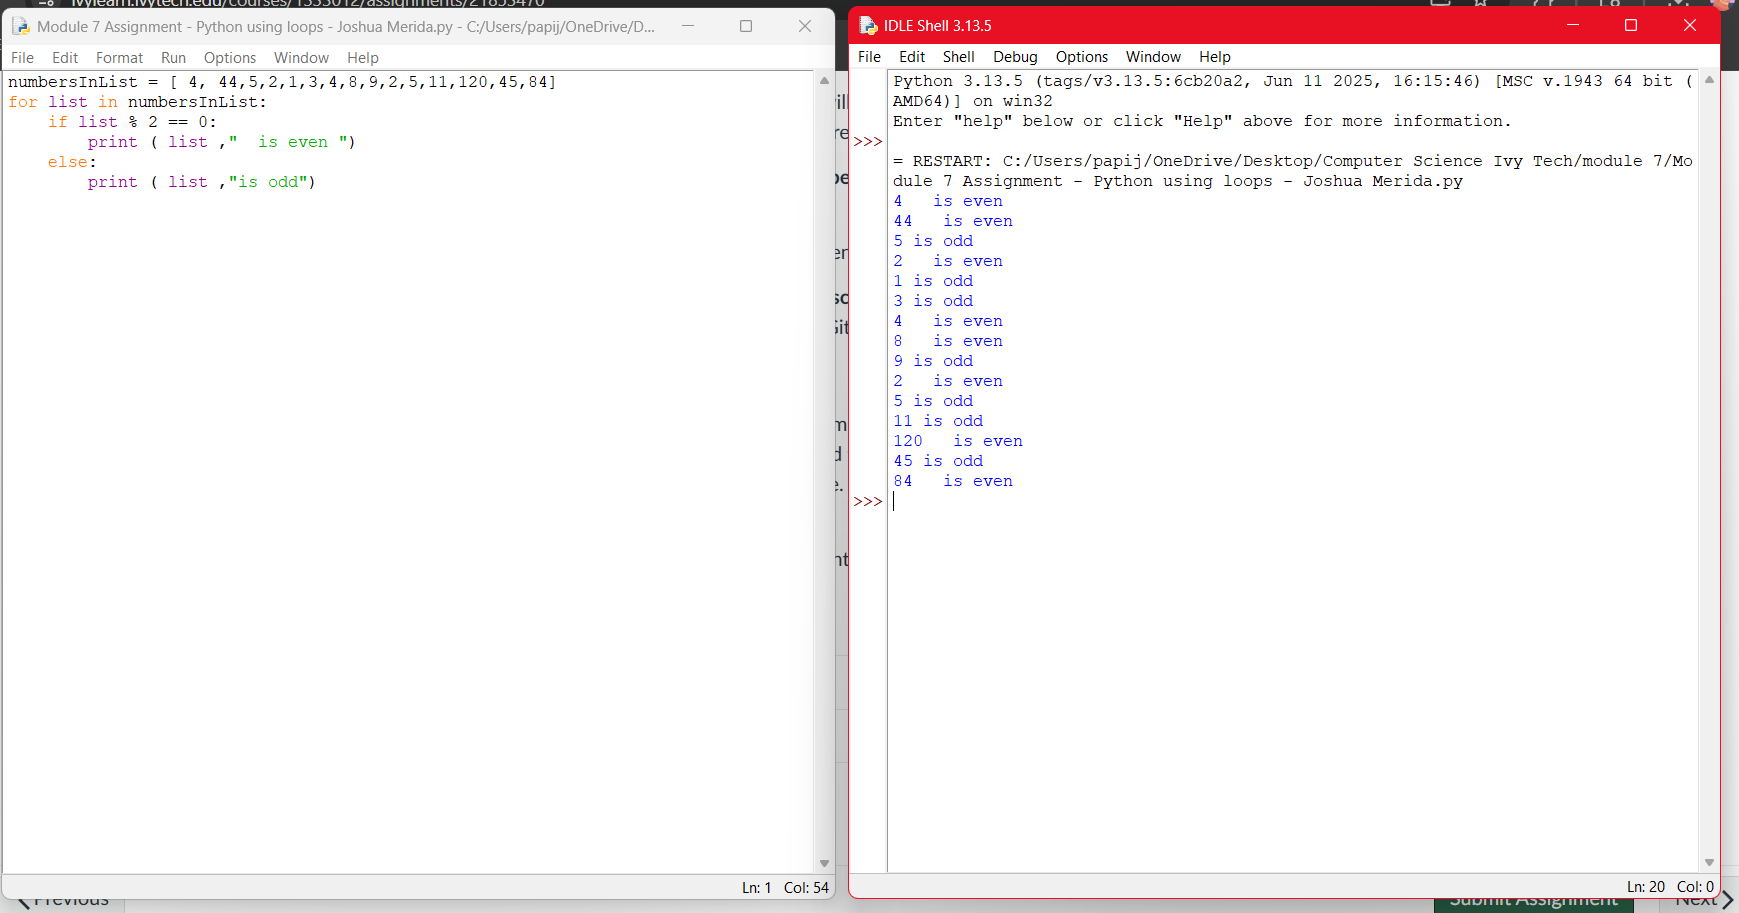 Module 7 Assignment - Python using loops - Joshua Merida.py - C:/Users/papij/OneDrive/D...
File Edit Format Run Options Window Help
numbersInList = [ 4, 44,5,2,1,3,4,8,9,2,5,11,120,45,84]
for list in numbersInList:
    if list % 2 == 0:
        print ( list ,"  is even ")
    else:
        print ( list ,"is odd")
Ln: 1 Col: 54
IDLE Shell 3.13.5
File Edit Shell Debug Options Window Help
Python 3.13.5 (tags/v3.13.5:6cb20a2, Jun 11 2025, 16:15:46) [MSC v.1943 64 bit (
AMD64)] on win32
Enter "help" below or click "Help" above for more information.
>>>
= RESTART: C:/Users/papij/OneDrive/Desktop/Computer Science Ivy Tech/module 7/Mo
dule 7 Assignment - Python using loops - Joshua Merida.py
4   is even
44   is even
5 is odd
2   is even
1 is odd
3 is odd
4   is even
8   is even
9 is odd
2   is even
5 is odd
11 is odd
120   is even
45 is odd
84   is even
>>>
Ln: 20 Col: 0
Previous
Submit Assignment
Next